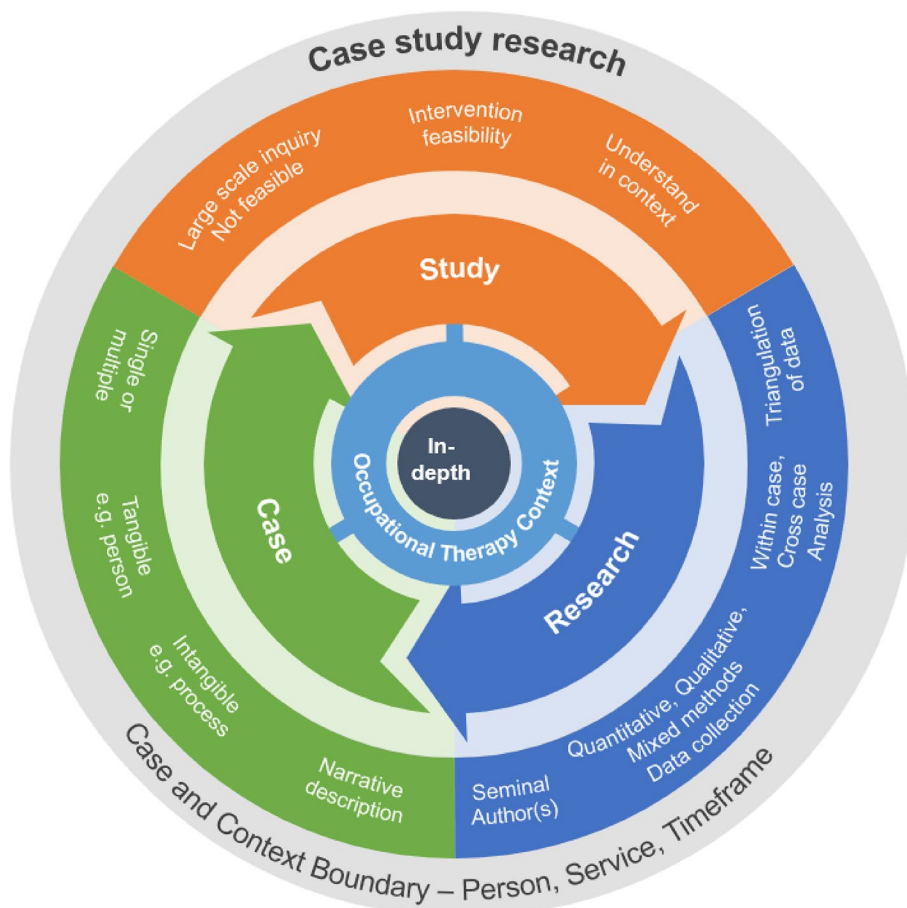 Case study research
Large scale inquiry
Not feasible
Intervention
feasibility
Understand
in context
Study
Triangulation
of data
Within case,
Cross case
Analysis
Quantitative, Qualitative,
Mixed methods
Data collection
Seminal
Author(s)
Research
Single or
multiple
Tangible
e.g. person
Intangible
e.g. process
Narrative
description
Case
In-
depth
Occupational Therapy Context
Case and Context Boundary – Person, Service, Timeframe